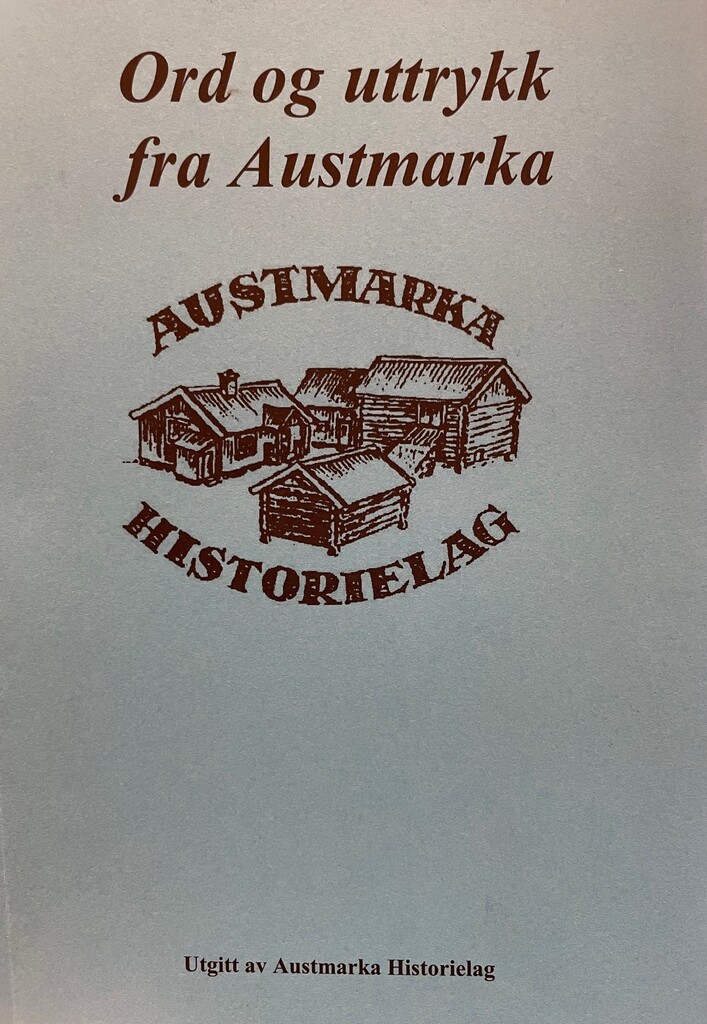 Ord og uttrykk
fra Austmarka
AUSTMARKA
HISTORIELAG
Utgitt av Austmarka Historielag